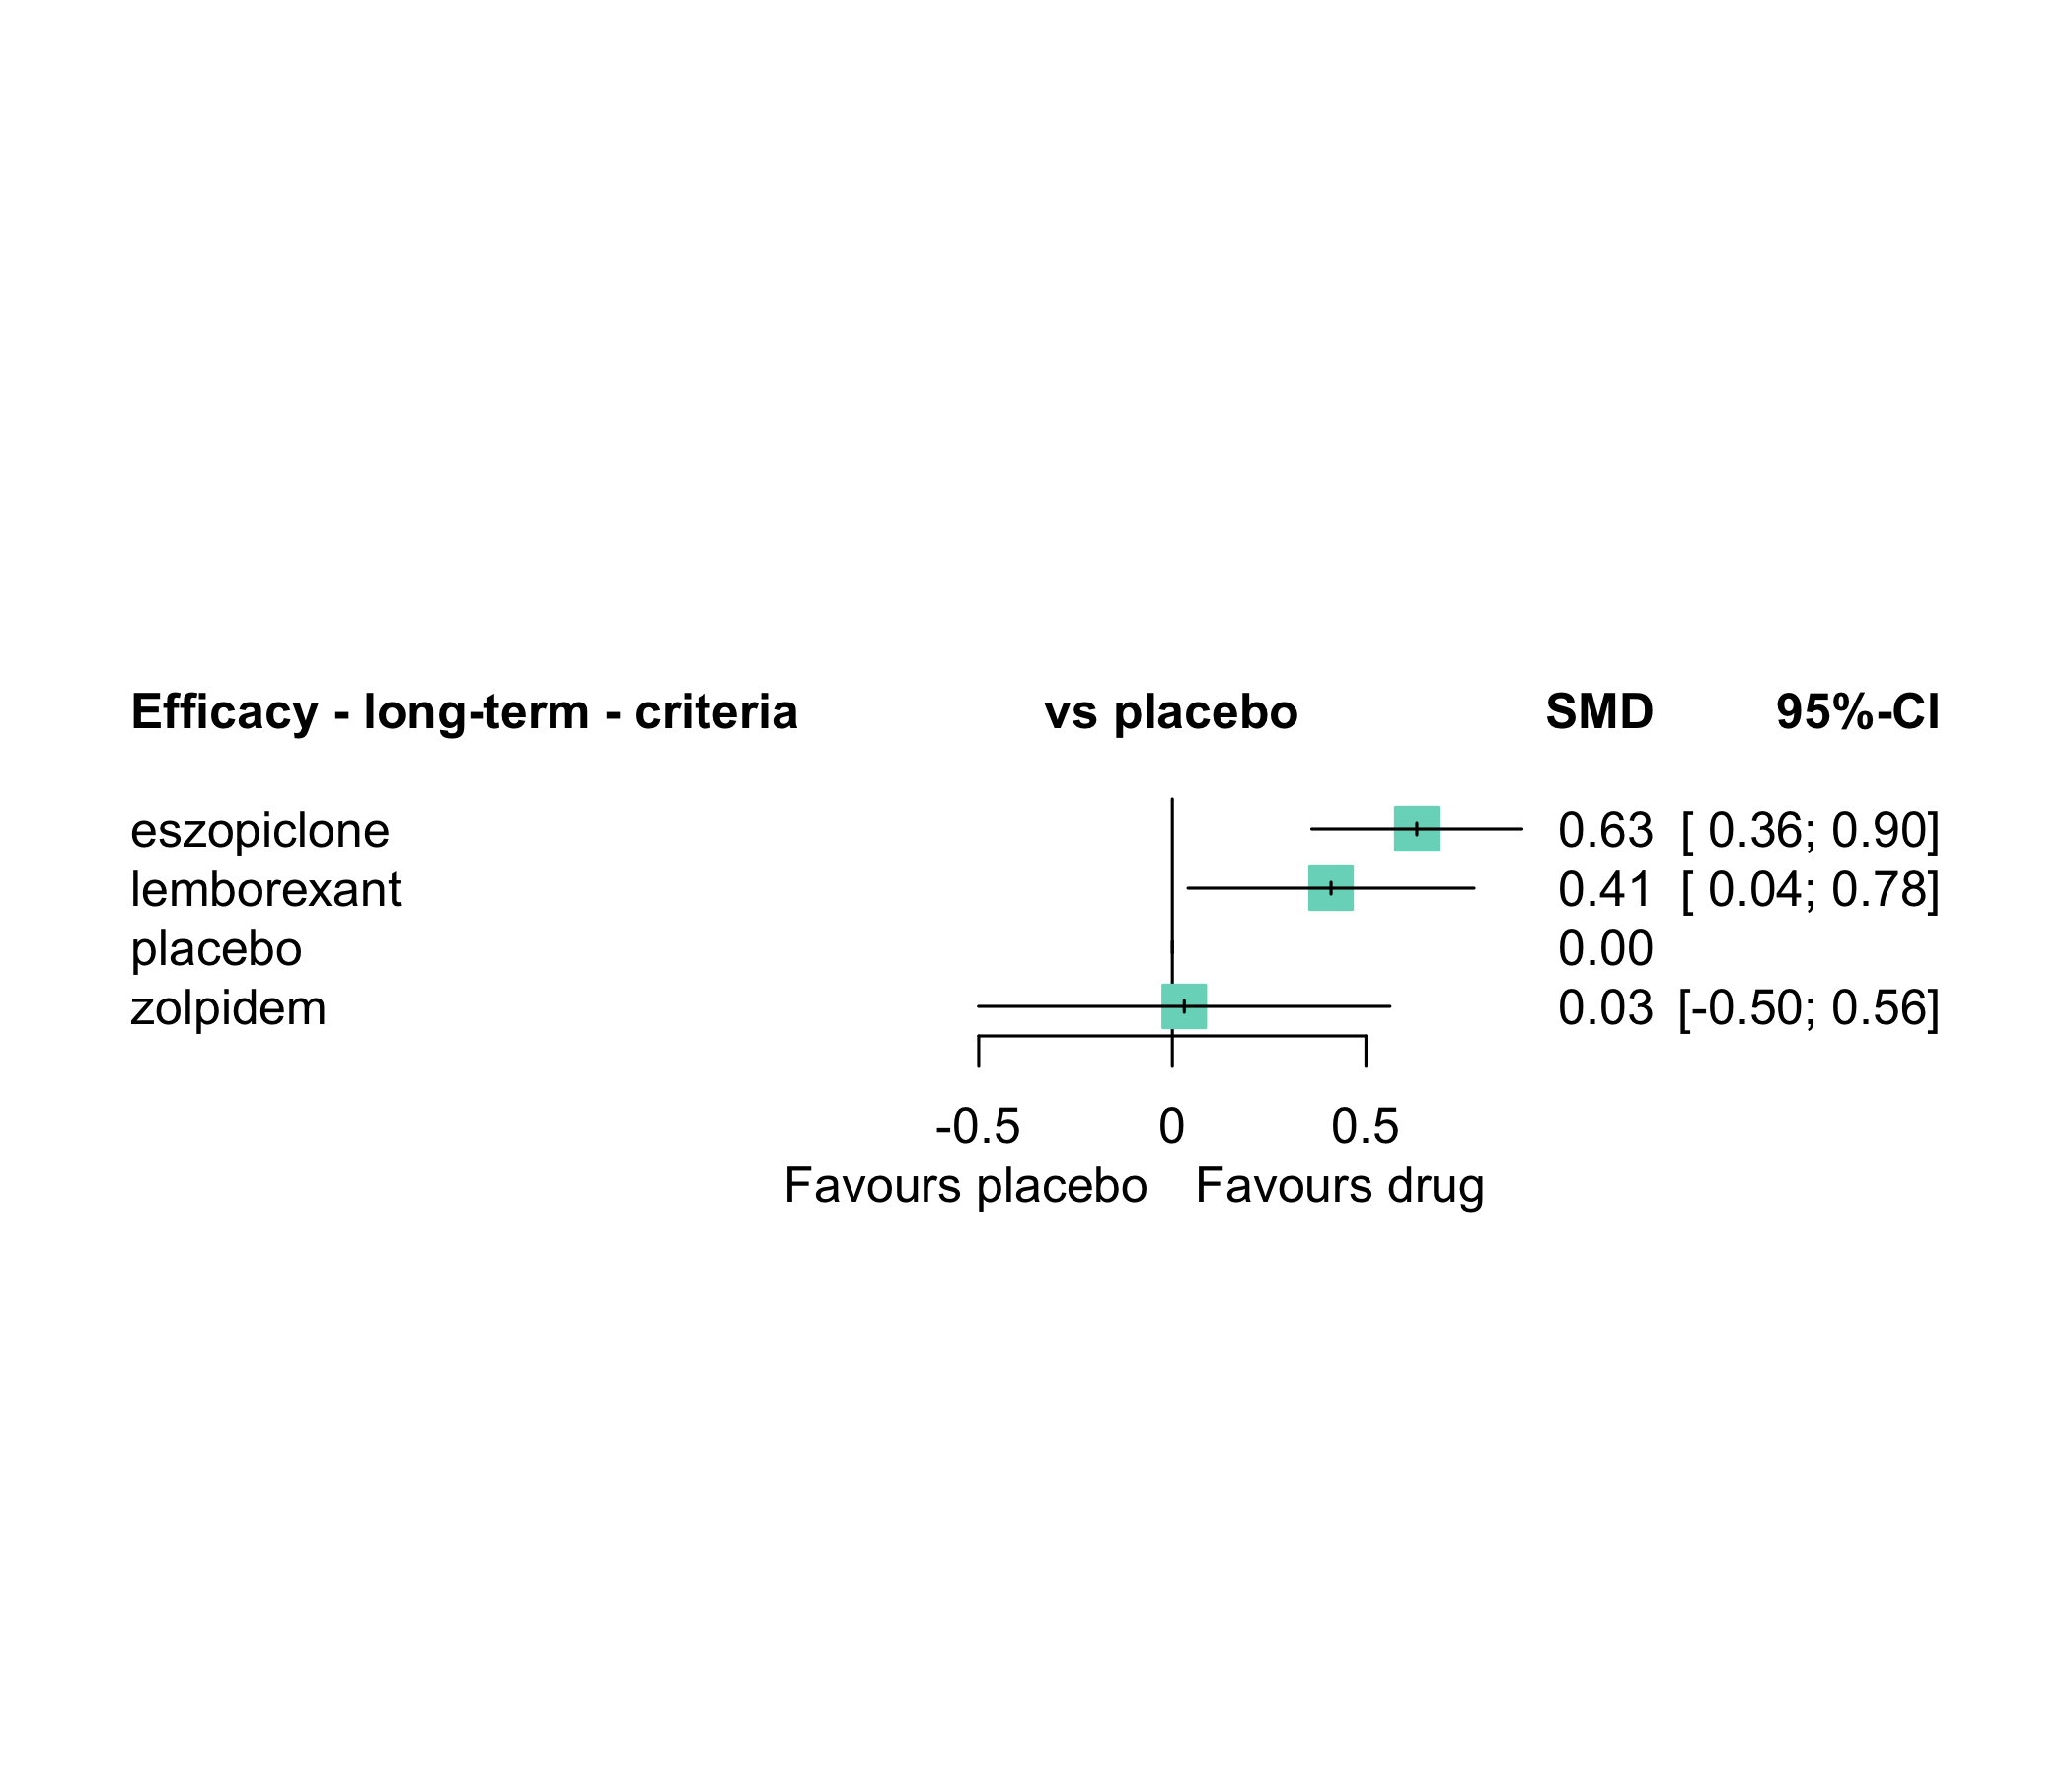 Efficacy - long-term - criteria vs placebo SMD 95%-CI
eszopiclone 0.63 [ 0.36; 0.90]
lemborexant 0.41 [ 0.04; 0.78]
placebo 0.00
zolpidem 0.03 [-0.50; 0.56]
-0.5 0 0.5
Favours placebo Favours drug